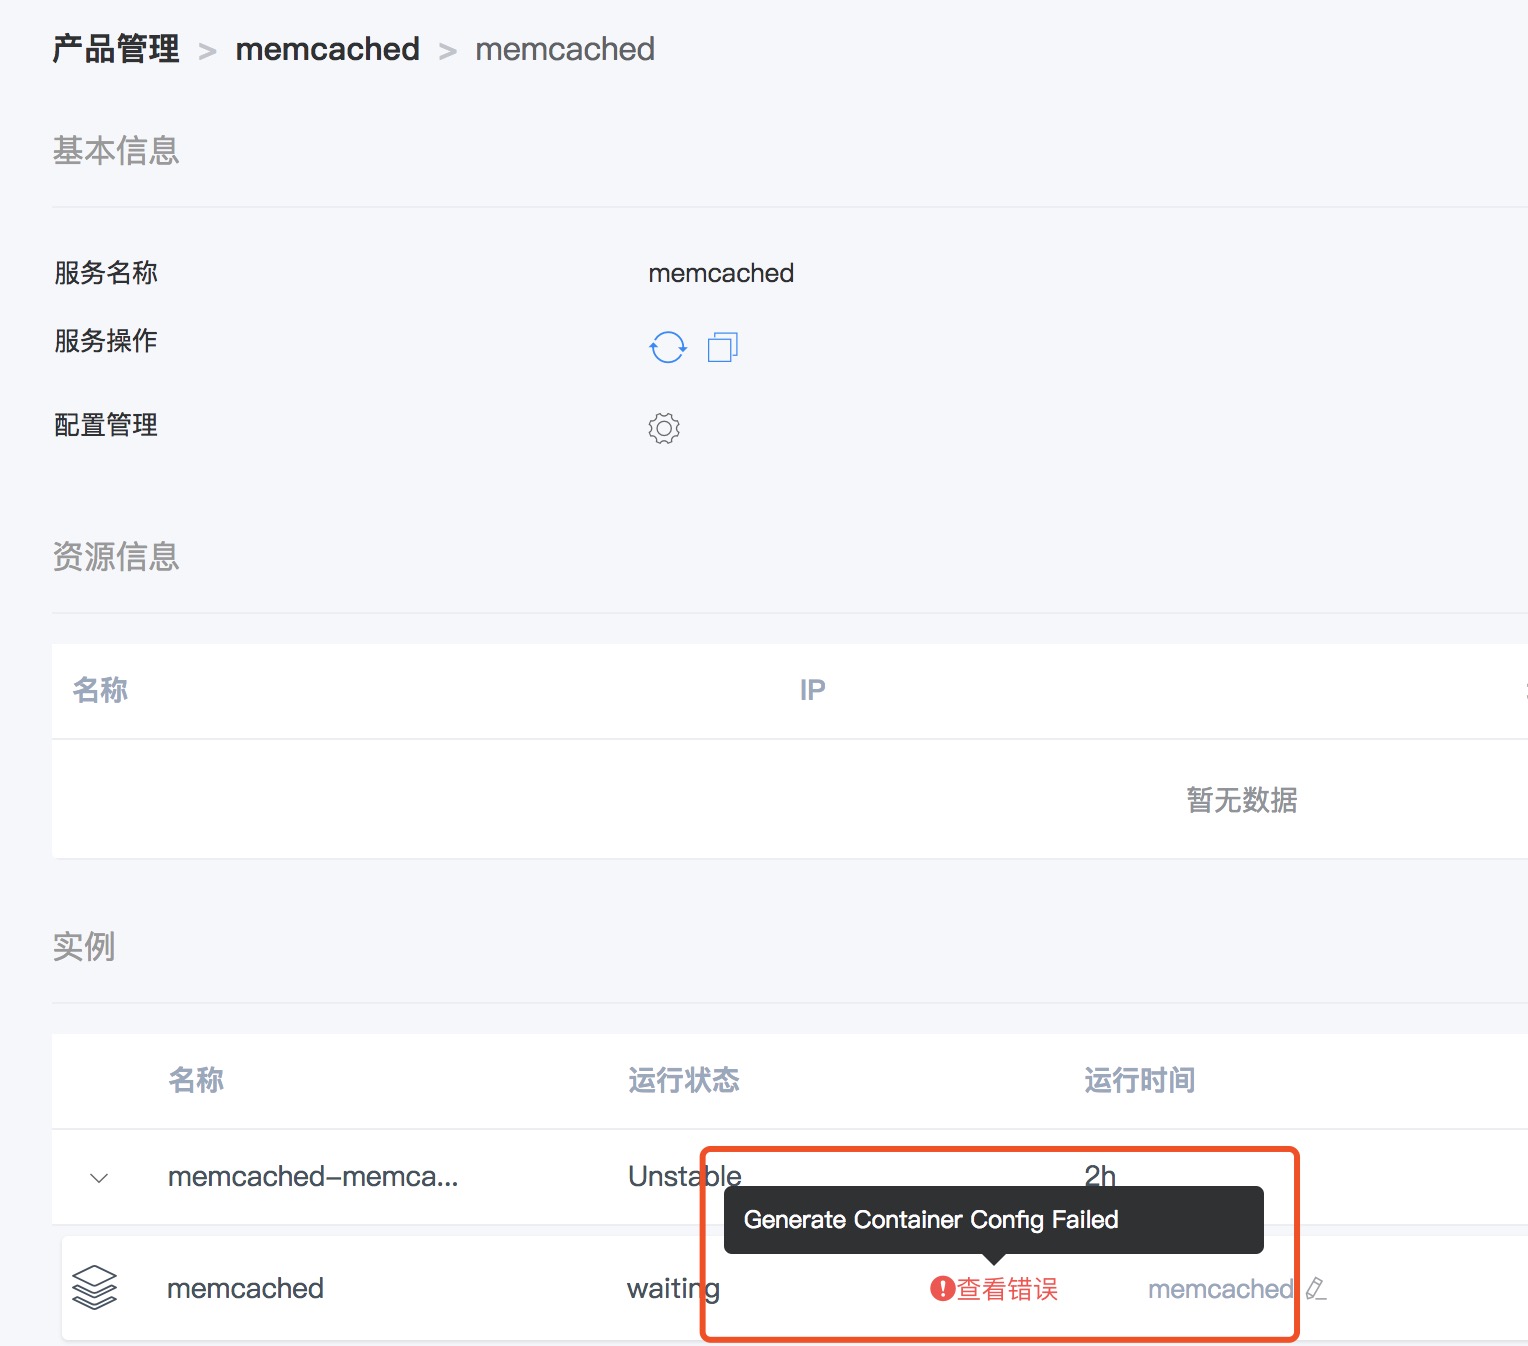 产品管理 > memcached > memcached
基本信息
服务名称 memcached
服务操作
配置管理
资源信息
名称 IP
暂无数据
实例
名称 运行状态 运行时间
memcached-memca... Unstable 2h
Generate Container Config Failed
memcached waiting 查看错误 memcached